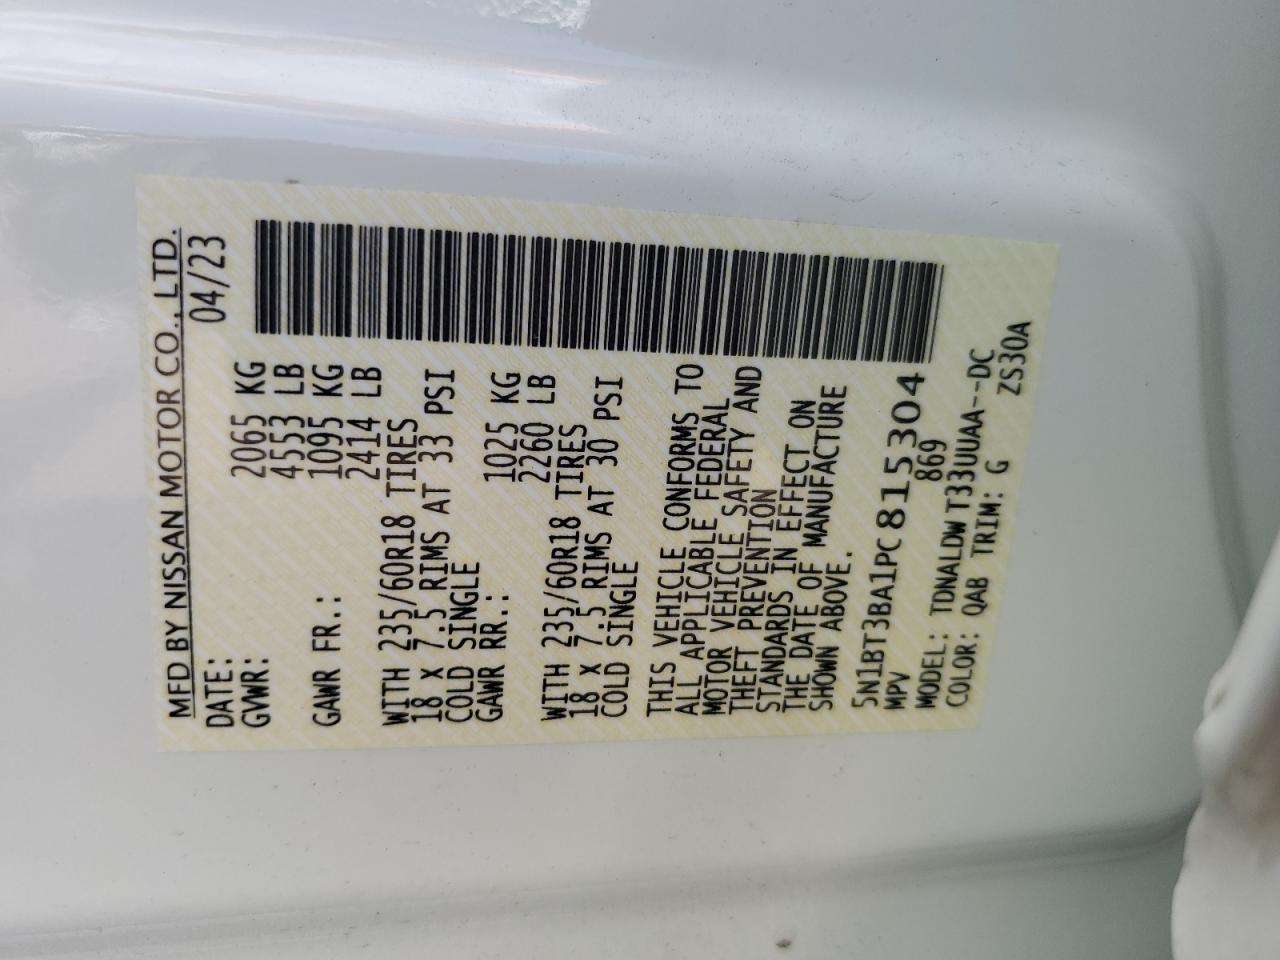 MFD BY NISSAN MOTOR CO., LTD.
DATE: 04/23
GVWR: 2065 KG
4553 LB
GAWR FR.: 1095 KG
2414 LB
WITH 235/60R18 TIRES
18 X 7.5 RIMS AT 33 PSI
COLD SINGLE
GAWR RR.: 1025 KG
2260 LB
WITH 235/60R18 TIRES
18 X 7.5 RIMS AT 30 PSI
COLD SINGLE
THIS VEHICLE CONFORMS TO
ALL APPLICABLE FEDERAL
MOTOR VEHICLE SAFETY AND
THEFT PREVENTION
STANDARDS IN EFFECT ON
THE DATE OF MANUFACTURE
SHOWN ABOVE.
5N1BT3BA1PC815304
MPV 869
MODEL: TDNALDWT33UUAA--DC
COLOR: QAB TRIM: G ZS30A